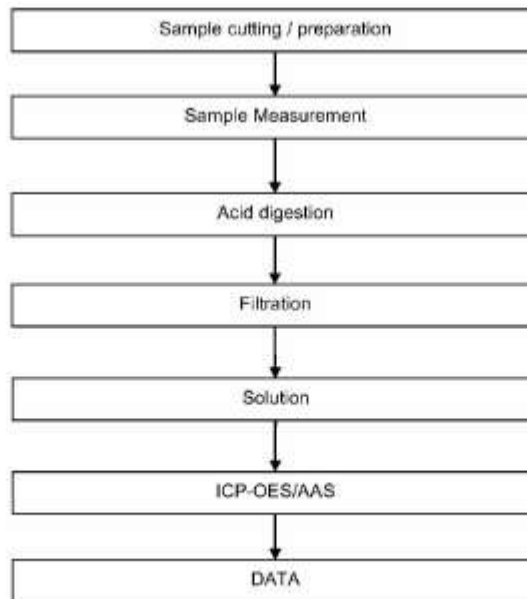 Sample cutting / preparation
Sample Measurement
Acid digestion
Filtration
Solution
ICP-OES/AAS
DATA